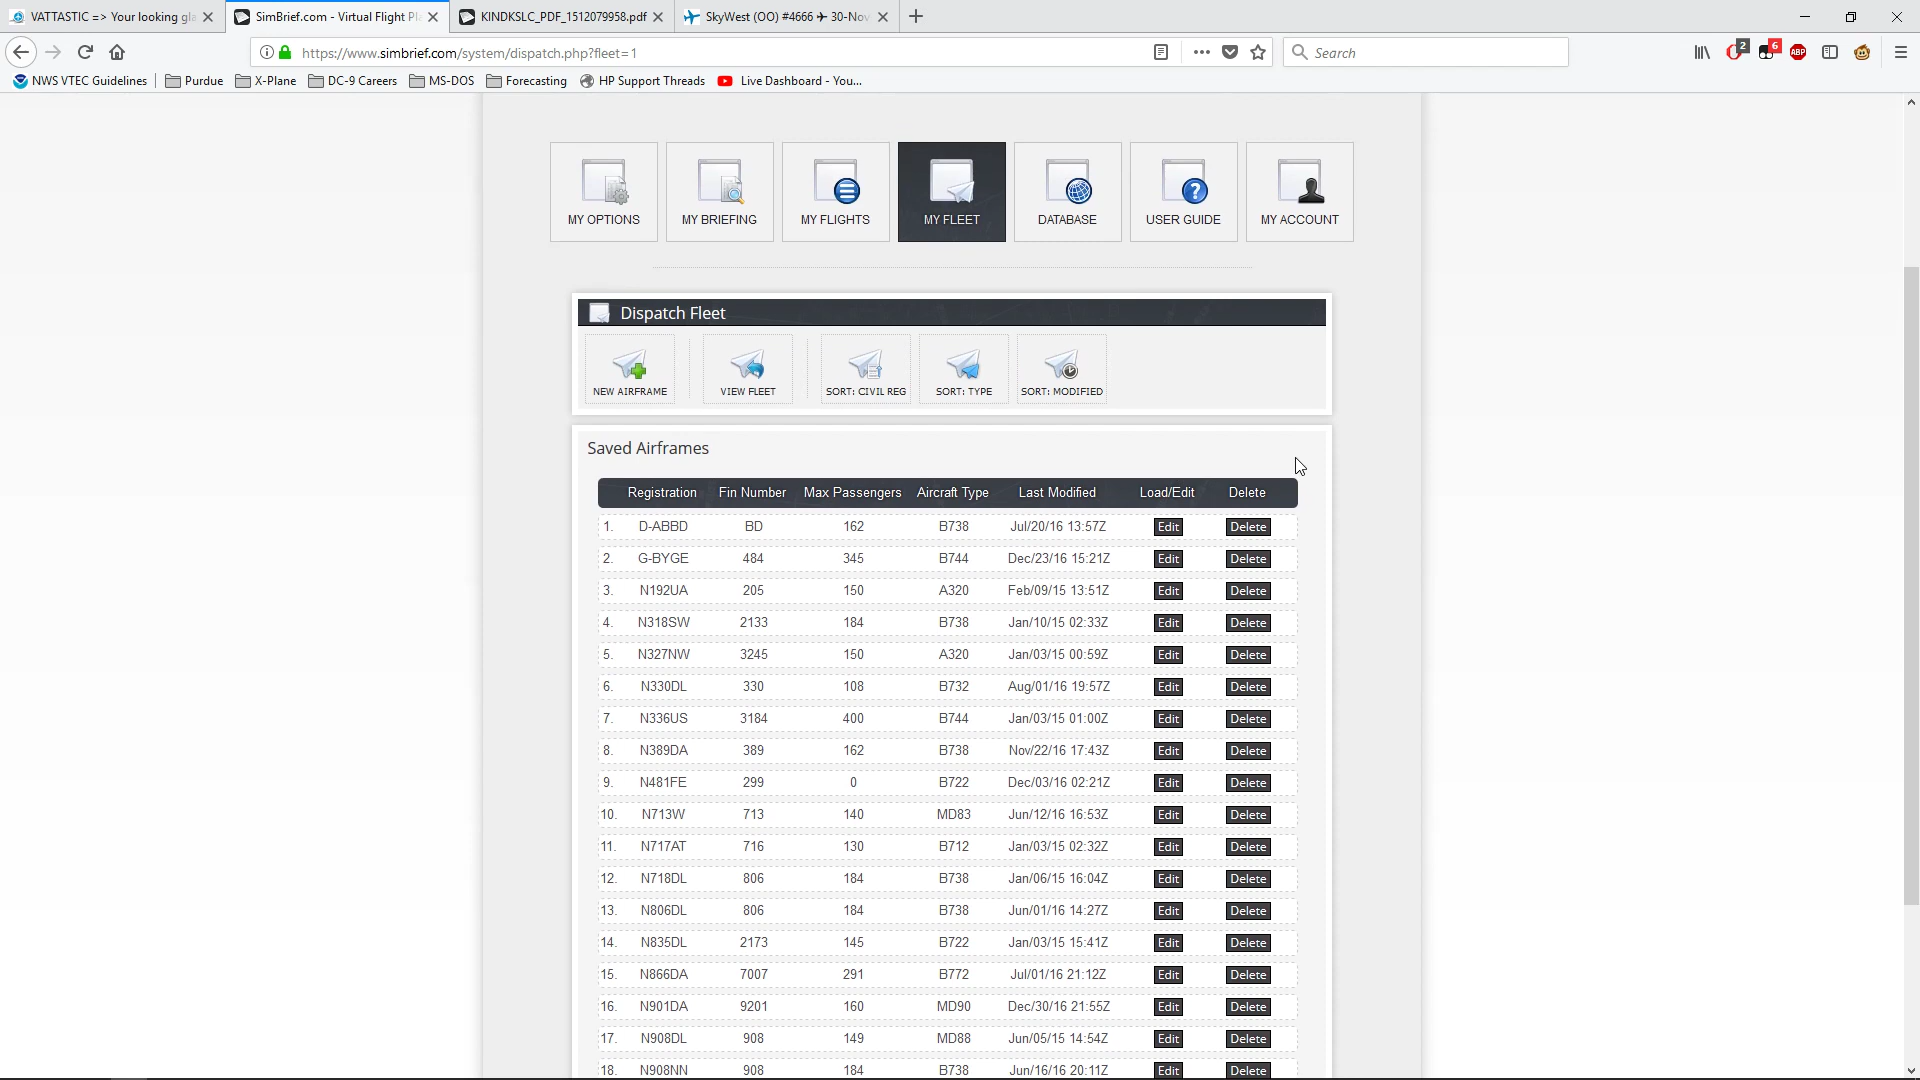 VATTASTIC => Your looking gl
SimBrief.com - Virtual Flight Pl
KINDKSLC_PDF_1512079958.pdf
SkyWest (OO) #4666 ✈ 30-Nov
https://www.simbrief.com/system/dispatch.php?fleet=1
Search
2
6
ABP
NWS VTEC Guidelines
Purdue
X-Plane
DC-9 Careers
MS-DOS
Forecasting
HP Support Threads
Live Dashboard - You...
MY OPTIONS
MY BRIEFING
MY FLIGHTS
MY FLEET
DATABASE
USER GUIDE
MY ACCOUNT
Dispatch Fleet
NEW AIRFRAME
VIEW FLEET
SORT: CIVIL REG
SORT: TYPE
SORT: MODIFIED
Saved Airframes
Registration Fin Number Max Passengers Aircraft Type Last Modified Load/Edit Delete
1. D-ABBD BD 162 B738 Jul/20/16 13:57Z Edit Delete
2. G-BYGE 484 345 B744 Dec/23/16 15:21Z Edit Delete
3. N192UA 205 150 A320 Feb/09/15 13:51Z Edit Delete
4. N318SW 2133 184 B738 Jan/10/15 02:33Z Edit Delete
5. N327NW 3245 150 A320 Jan/03/15 00:59Z Edit Delete
6. N330DL 330 108 B732 Aug/01/16 19:57Z Edit Delete
7. N336US 3184 400 B744 Jan/03/15 01:00Z Edit Delete
8. N389DA 389 162 B738 Nov/22/16 17:43Z Edit Delete
9. N481FE 299 0 B722 Dec/03/16 02:21Z Edit Delete
10. N713W 713 140 MD83 Jun/12/16 16:53Z Edit Delete
11. N717AT 716 130 B712 Jan/03/15 02:32Z Edit Delete
12. N718DL 806 184 B738 Jan/06/15 16:04Z Edit Delete
13. N806DL 806 184 B738 Jun/01/16 14:27Z Edit Delete
14. N835DL 2173 145 B722 Jan/03/15 15:41Z Edit Delete
15. N866DA 7007 291 B772 Jul/01/16 21:12Z Edit Delete
16. N901DA 9201 160 MD90 Dec/30/16 21:55Z Edit Delete
17. N908DL 908 149 MD88 Jun/05/15 14:54Z Edit Delete
18. N908NN 908 184 B738 Jun/16/16 20:11Z Edit Delete